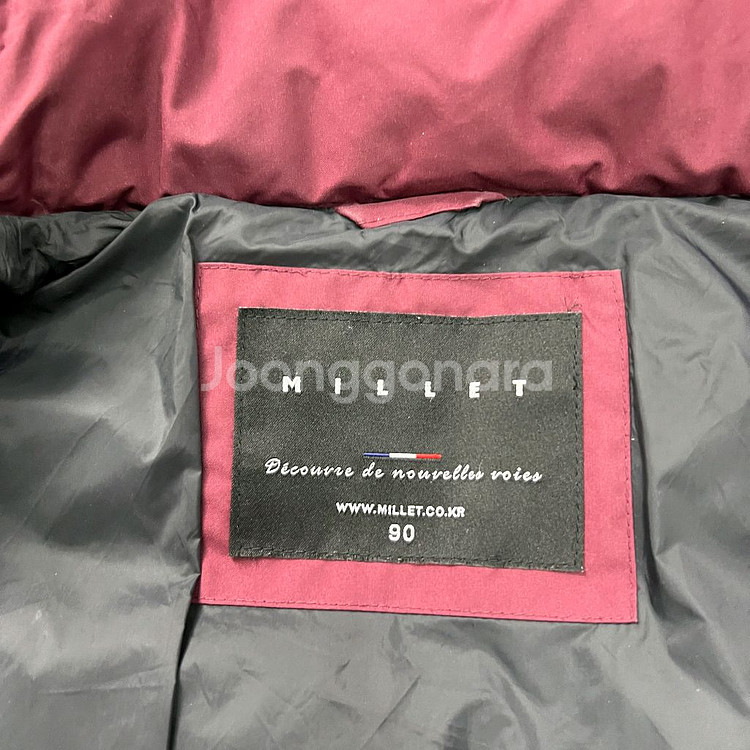 Joonggonara
MILLET
Découvre de nouvelles voies
WWW.MILLET.CO.KR
90